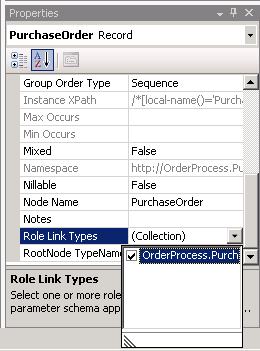 Properties
PurchaseOrder Record
Group Order Type Sequence
Instance XPath /*[local-name()='Purcha
Max Occurs
Min Occurs
Mixed False
Namespace http://OrderProcess.Pu
Nillable False
Node Name PurchaseOrder
Notes
Role Link Types (Collection)
RootNode TypeName
OrderProcess.Purch
Role Link Types
Select one or more role
parameter schema app ..